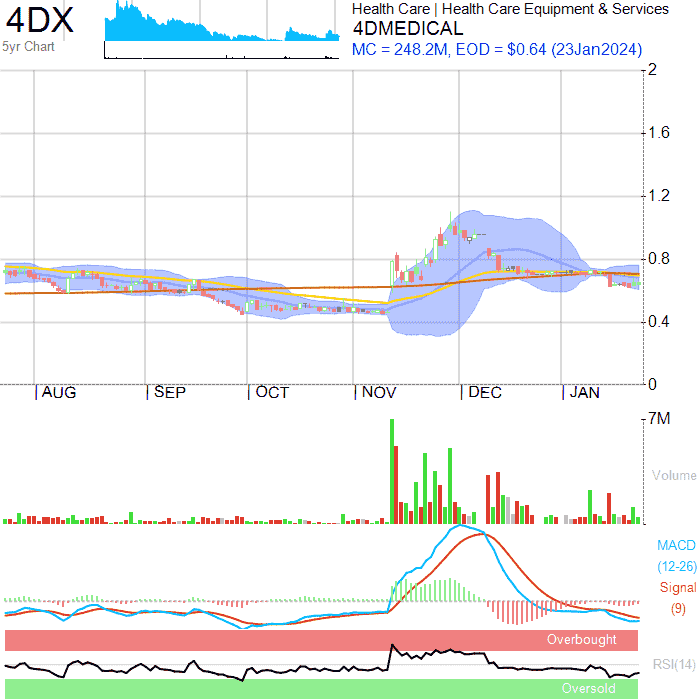 4DX
5yr Chart
Health Care | Health Care Equipment & Services
4DMEDICAL
MC = 248.2M, EOD = $0.64 (23Jan2024)
2
1.6
1.2
0.8
0.4
0
AUG SEP OCT NOV DEC JAN
7M
Volume
MACD
(12-26)
Signal
(9)
Overbought
RSI(14)
Oversold